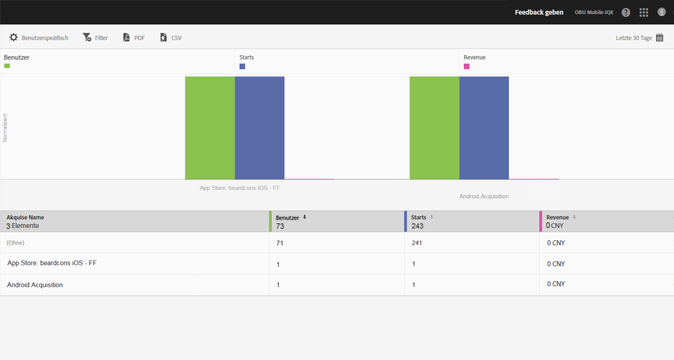 Feedback geben
OBU Mobile IQE
Benutzerspezifisch
Filter
PDF
CSV
Letzte 30 Tage
Benutzer
Starts
Revenue
Normalisiert
App Store: beardcons iOS - FF
Android Acquisition
Akquise Name
3 Elemente
Benutzer
73
Starts
243
Revenue
0 CNY
(Ohne) 71 241 0 CNY
App Store: beardcons iOS - FF 1 1 0 CNY
Android Acquisition 1 1 0 CNY